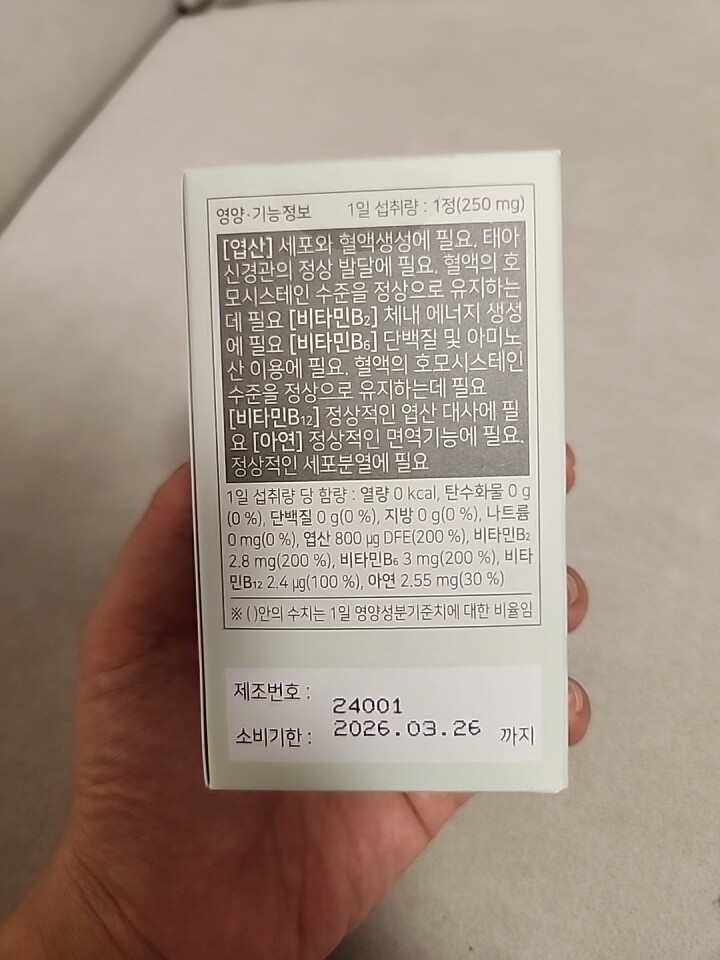 영양·기능정보 1일 섭취량 : 1정(250 mg)
[엽산] 세포와 혈액생성에 필요. 태아
신경관의 정상 발달에 필요. 혈액의 호
모시스테인 수준을 정상으로 유지하는
데 필요 [비타민B₂] 체내 에너지 생성
에 필요 [비타민B₆] 단백질 및 아미노
산 이용에 필요. 혈액의 호모시스테인
수준을 정상으로 유지하는데 필요
[비타민B₁₂] 정상적인 엽산 대사에 필
요 [아연] 정상적인 면역기능에 필요.
정상적인 세포분열에 필요
1일 섭취량 당 함량 : 열량 0 kcal, 탄수화물 0 g
(0 %), 단백질 0 g(0 %), 지방 0 g(0 %), 나트륨
0 mg(0 %), 엽산 800 µg DFE(200 %), 비타민B₂
2.8 mg(200 %), 비타민B₆ 3 mg(200 %), 비타
민B₁₂ 2.4 µg(100 %), 아연 2.55 mg(30 %)
※ ( )안의 수치는 1일 영양성분기준치에 대한 비율임
제조번호 : 24001
소비기한 : 2026.03.26 까지